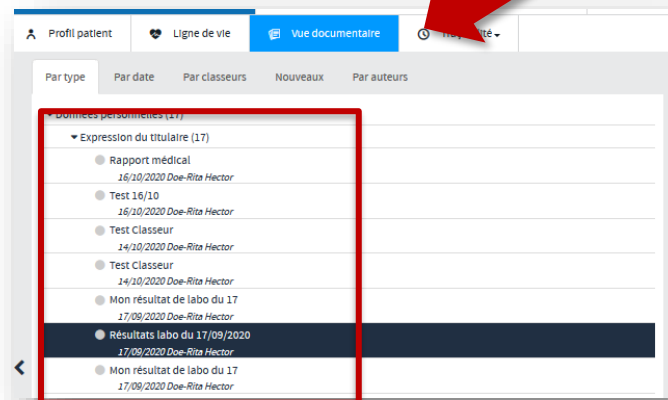 Profil patient Ligne de vie Vue documentaire
Par type Par date Par classeurs Nouveaux Par auteurs
Données personnelles (17)
Expression du titulaire (17)
Rapport médical
16/10/2020 Doe-Rita Hector
Test 16/10
16/10/2020 Doe-Rita Hector
Test Classeur
14/10/2020 Doe-Rita Hector
Test Classeur
14/10/2020 Doe-Rita Hector
Mon résultat de labo du 17
17/09/2020 Doe-Rita Hector
Résultats labo du 17/09/2020
17/09/2020 Doe-Rita Hector
Mon résultat de labo du 17
17/09/2020 Doe-Rita Hector